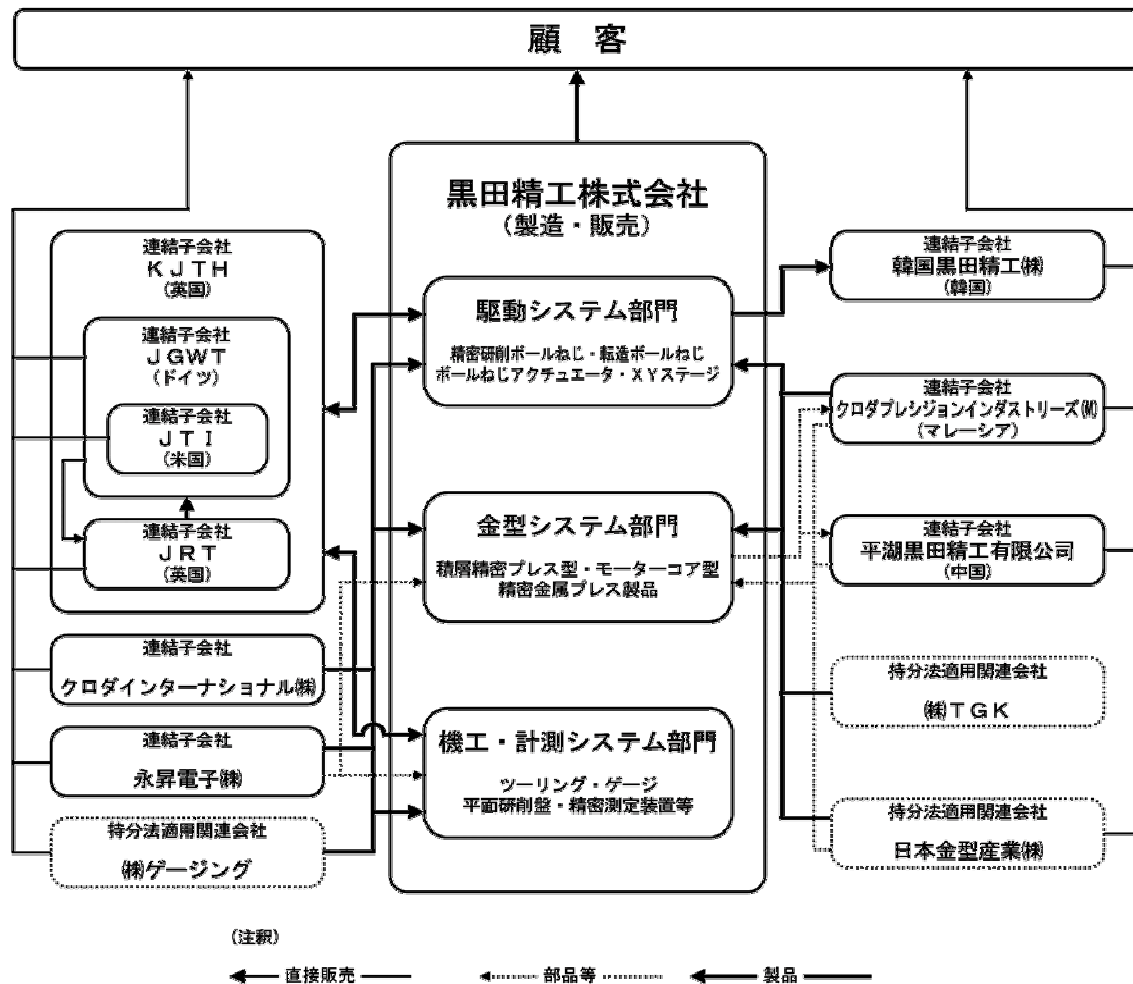 顧 客
黒田精工株式会社
(製造・販売)
連結子会社
KJTH
(英国)
連結子会社
JGWT
(ドイツ)
連結子会社
JTI
(米国)
連結子会社
JRT
(英国)
連結子会社
クロダインターナショナル㈱
連結子会社
永昇電子㈱
持分法適用関連会社
㈱ゲージング
駆動システム部門
精密研削ボールねじ・転造ボールねじ
ボールねじアクチュエータ・XYステージ
金型システム部門
積層精密プレス型・モーターコア型
精密金属プレス製品
機工・計測システム部門
ツーリング・ゲージ
平面研削盤・精密測定装置等
連結子会社
韓国黒田精工㈱
(韓国)
連結子会社
クロダプレシジョンインダストリーズ(M)
(マレーシア)
連結子会社
平湖黒田精工有限公司
(中国)
持分法適用関連会社
㈱TGK
持分法適用関連会社
日本金型産業㈱
(注釈)
直接販売
部品等
製品